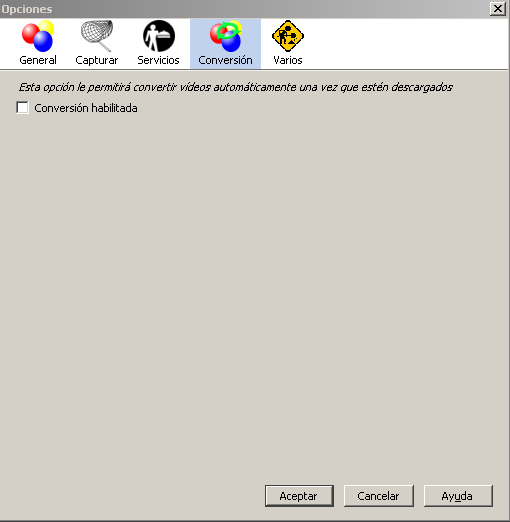 Opciones
General Capturar Servicios Conversión Varios
Esta opción le permitirá convertir vídeos automáticamente una vez que estén descargados
Conversión habilitada
Aceptar Cancelar Ayuda